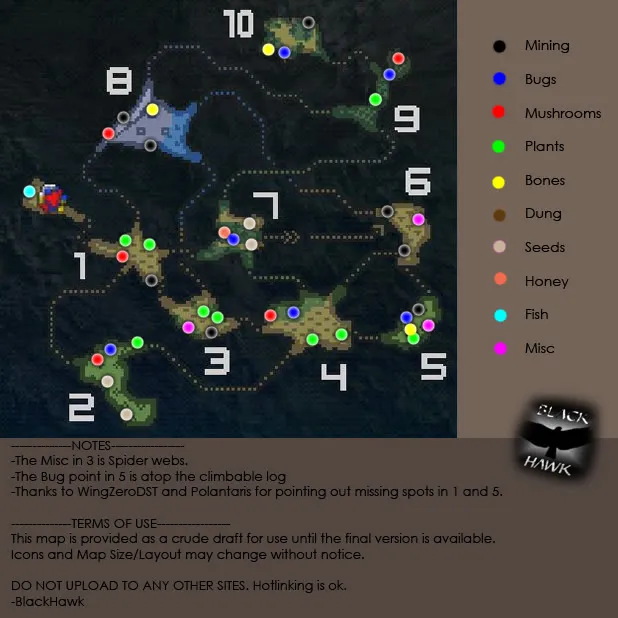 10
Mining
8
Bugs
Mushrooms
9
Plants
6
Bones
7
Dung
Seeds
1
Honey
Fish
3
4
5
Misc
2
BLACK
HAWK
--------------NOTES-----------------
-The Misc in 3 is Spider webs.
-The Bug point in 5 is atop the climbable log
-Thanks to WingZeroDST and Polantaris for pointing out missing spots in 1 and 5.
--------------TERMS OF USE-----------------
This map is provided as a crude draft for use until the final version is available.
Icons and Map Size/Layout may change without notice.
DO NOT UPLOAD TO ANY OTHER SITES. Hotlinking is ok.
-BlackHawk